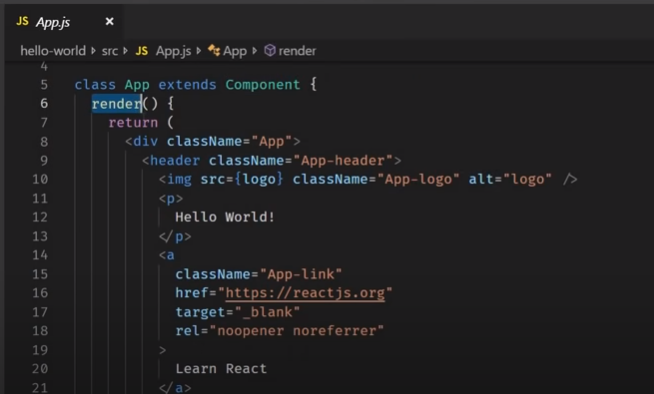 JS App.js ×
hello-world > src > JS App.js > App > render
4
5 class App extends Component {
6 render() {
7 return (
8 <div className="App">
9 <header className="App-header">
10 <img src={logo} className="App-logo" alt="logo" />
11 <p>
12 Hello World!
13 </p>
14 <a
15 className="App-link"
16 href="https://reactjs.org"
17 target="_blank"
18 rel="noopener noreferrer"
19 >
20 Learn React
21 </a>